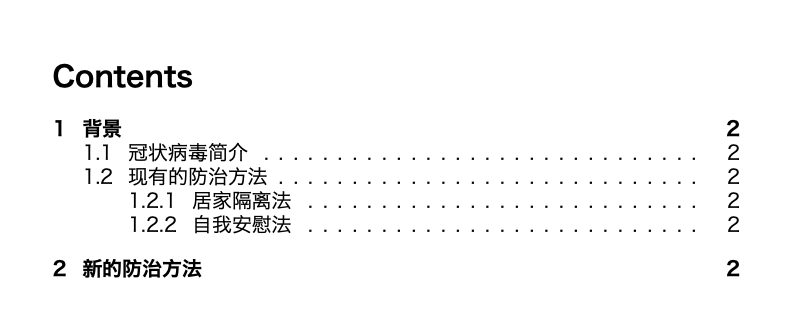 Contents
1 背景 2
1.1 冠状病毒简介 . . . . . . . . . . . . . . . . . . . . . . . . . . . . . . 2
1.2 现有的防治方法 . . . . . . . . . . . . . . . . . . . . . . . . . . . . . 2
1.2.1 居家隔离法 . . . . . . . . . . . . . . . . . . . . . . . . . . . 2
1.2.2 自我安慰法 . . . . . . . . . . . . . . . . . . . . . . . . . . . 2
2 新的防治方法 2